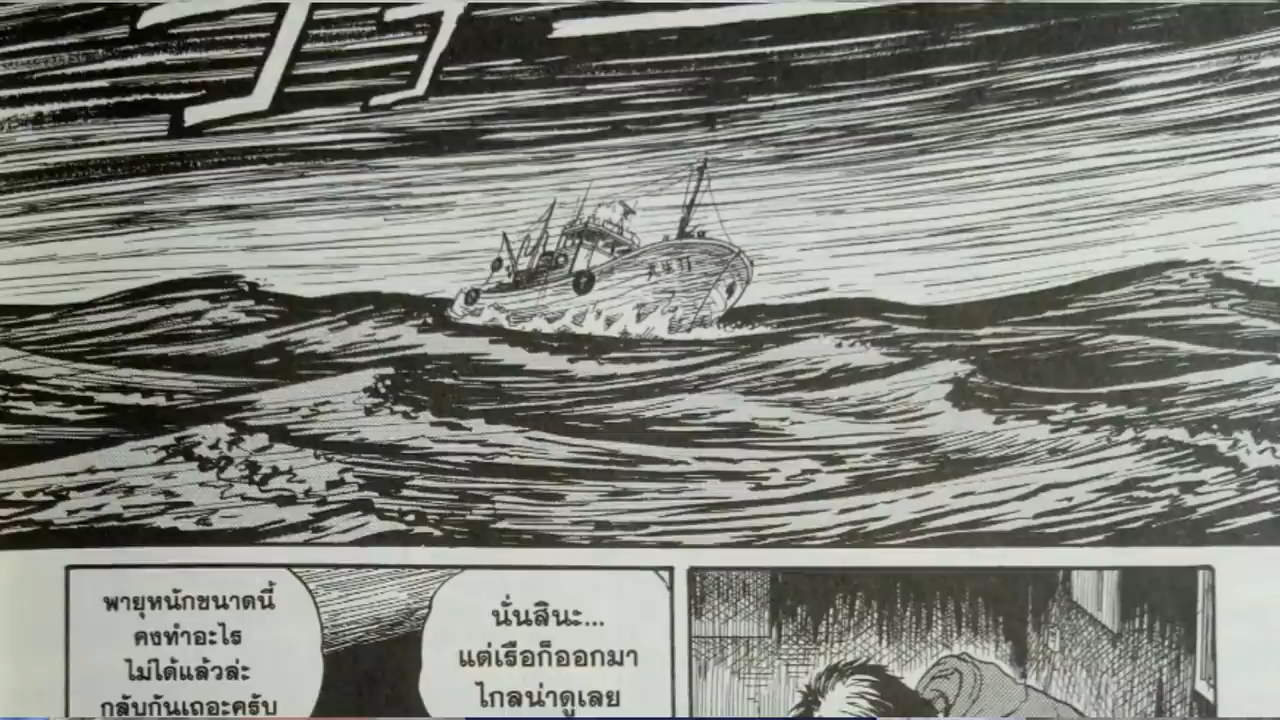 พายุหนักขนาดนี้
คงทำอะไร
ไม่ได้แล้วล่ะ
กลับกันเถอะครับ
นั่นสินะ...
แต่เรือก็ออกมา
ไกลน่าดูเลย